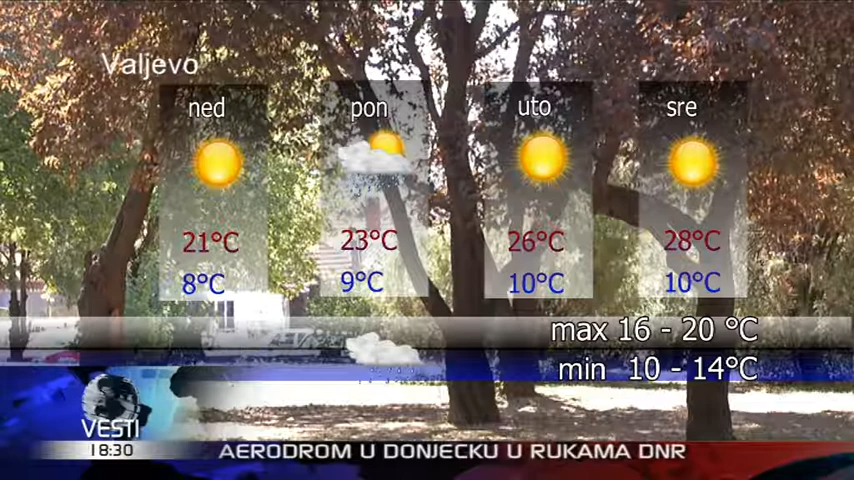 Valjevo
ned pon uto sre
21°C 23°C 26°C 28°C
8°C 9°C 10°C 10°C
max 16 - 20 °C
min 10 - 14°C
VESTI
18:30
AERODROM U DONJECKU U RUKAMA DNR